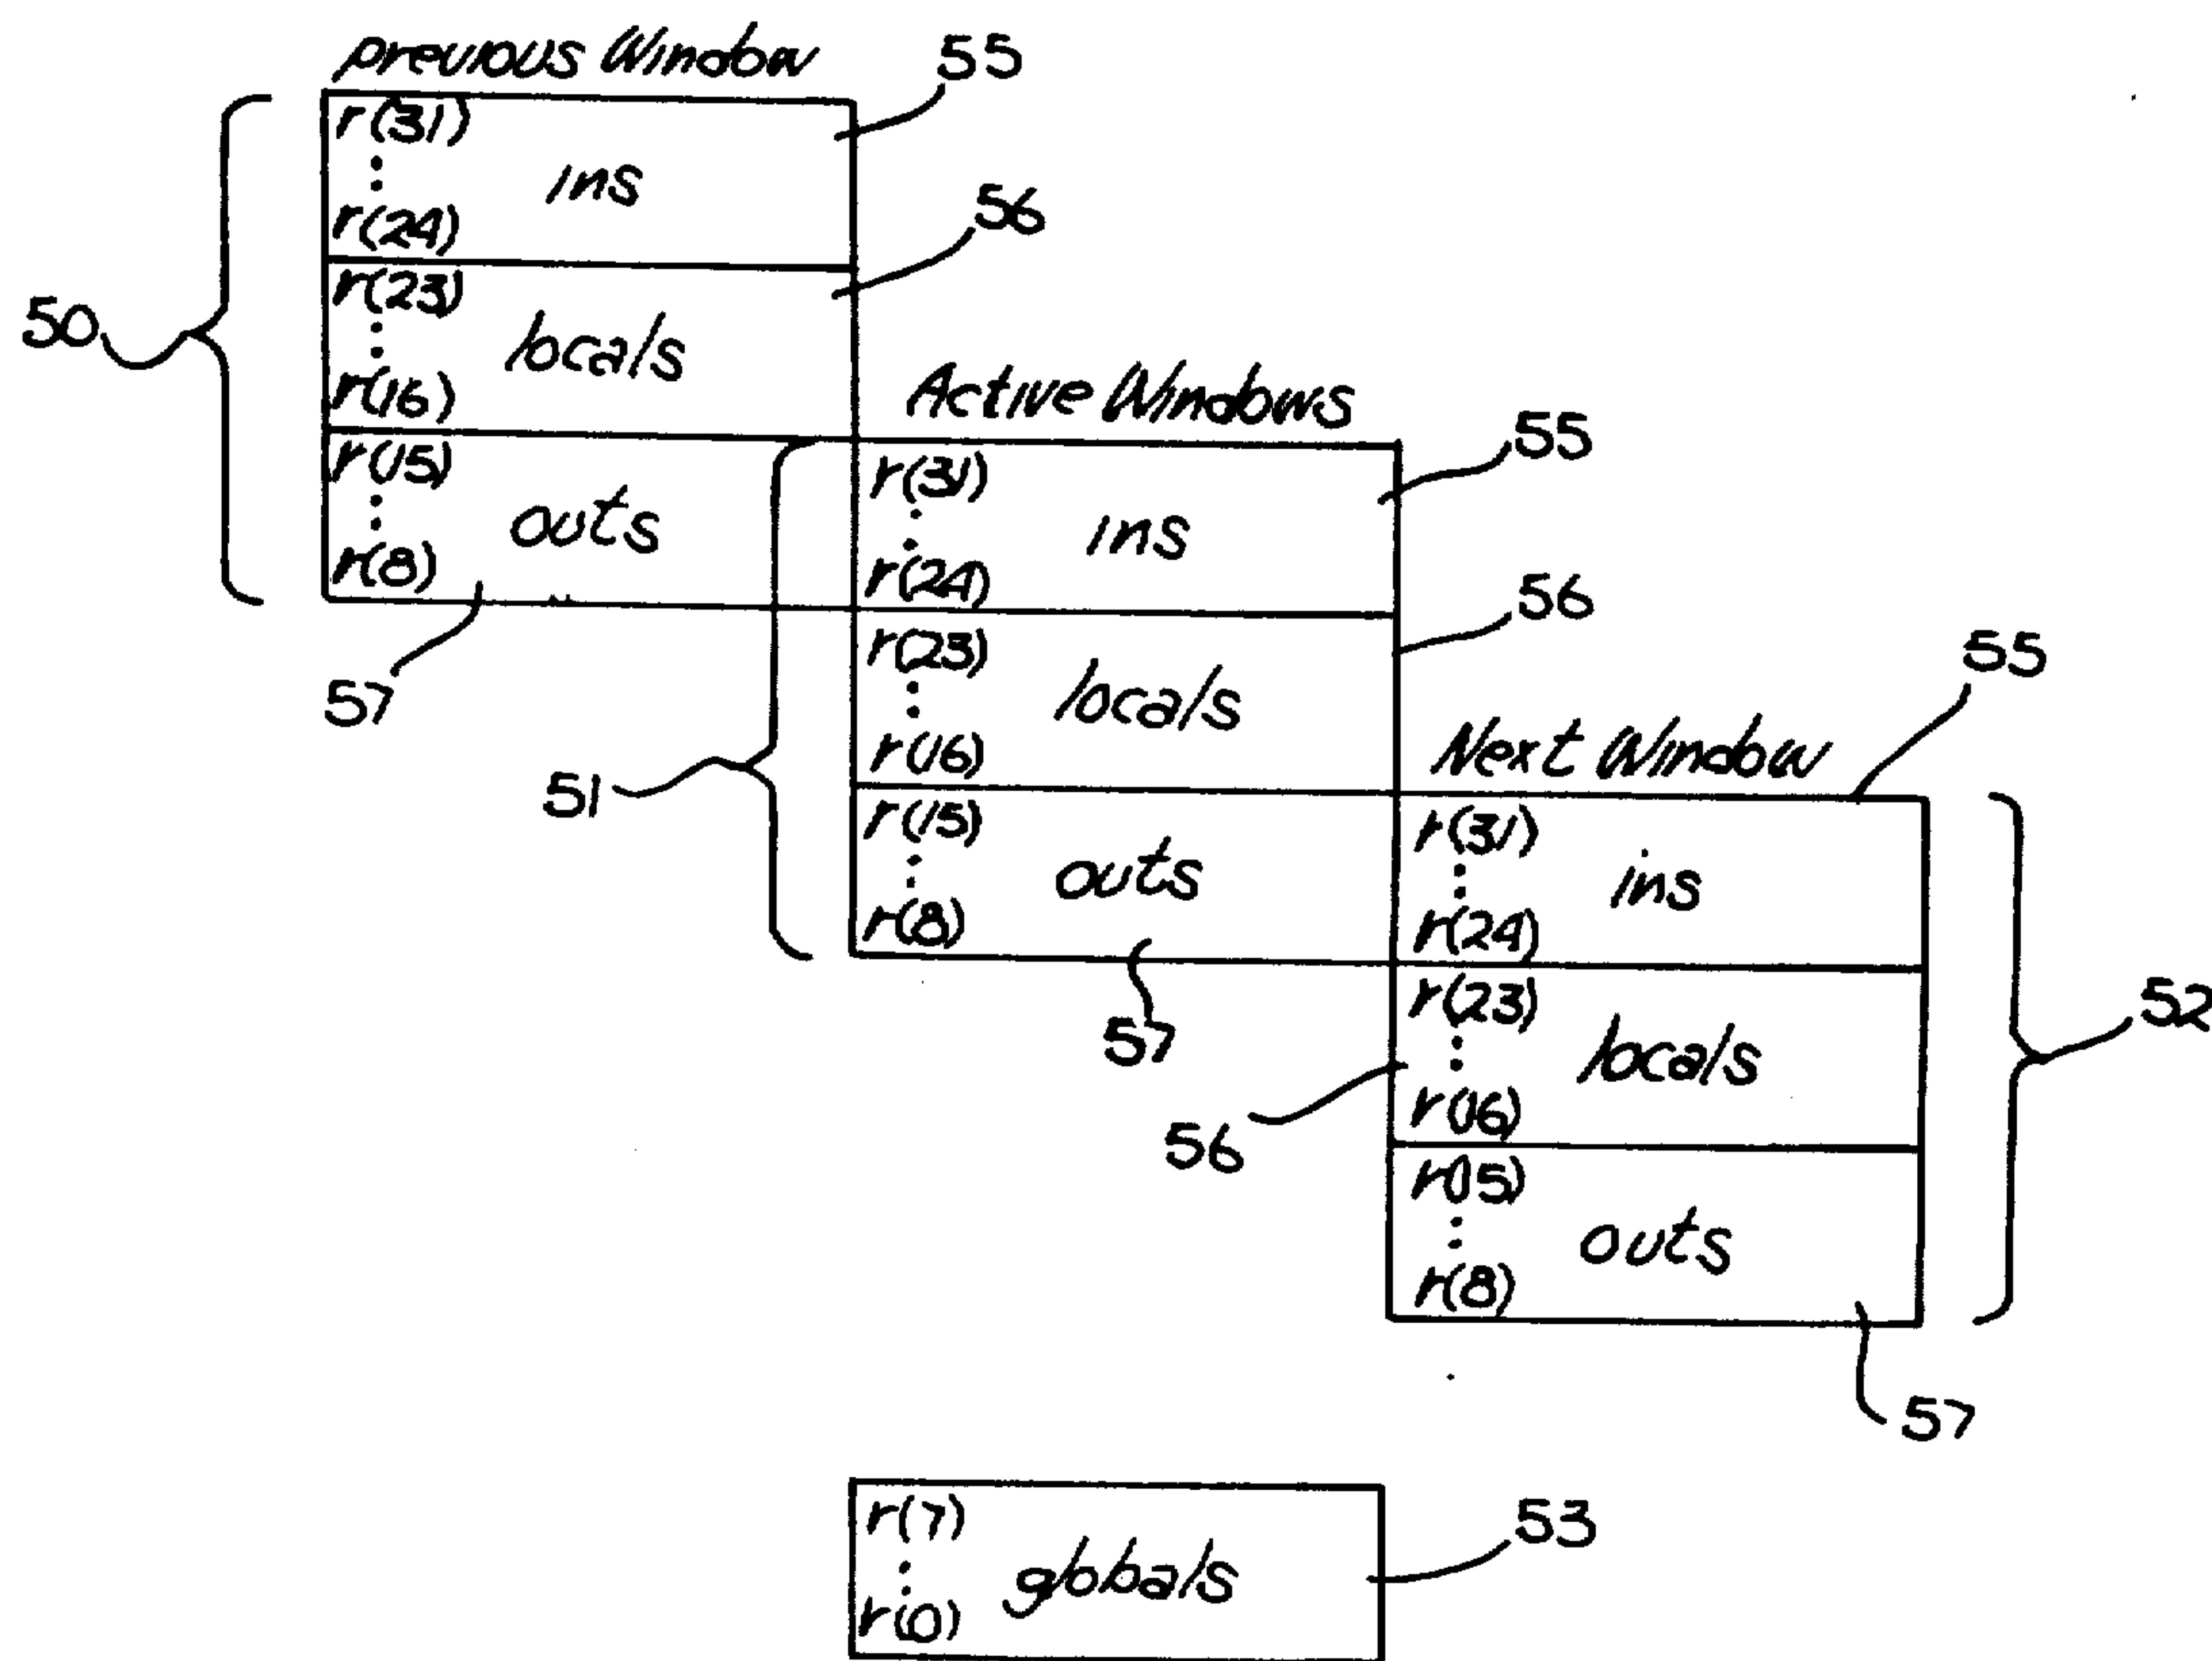 previous Window
55
r(31)
ins
r(24)
56
50
r(23)
locals
r(16)
Active Windows
55
r(15)
outs
r(8)
r(31)
ins
r(24)
56
57
r(23)
locals
r(16)
51
55
Next Window
r(15)
outs
r(8)
r(31)
ins
r(24)
57
52
r(23)
locals
r(16)
56
r(15)
outs
r(8)
57
r(7)
globals
r(0)
53